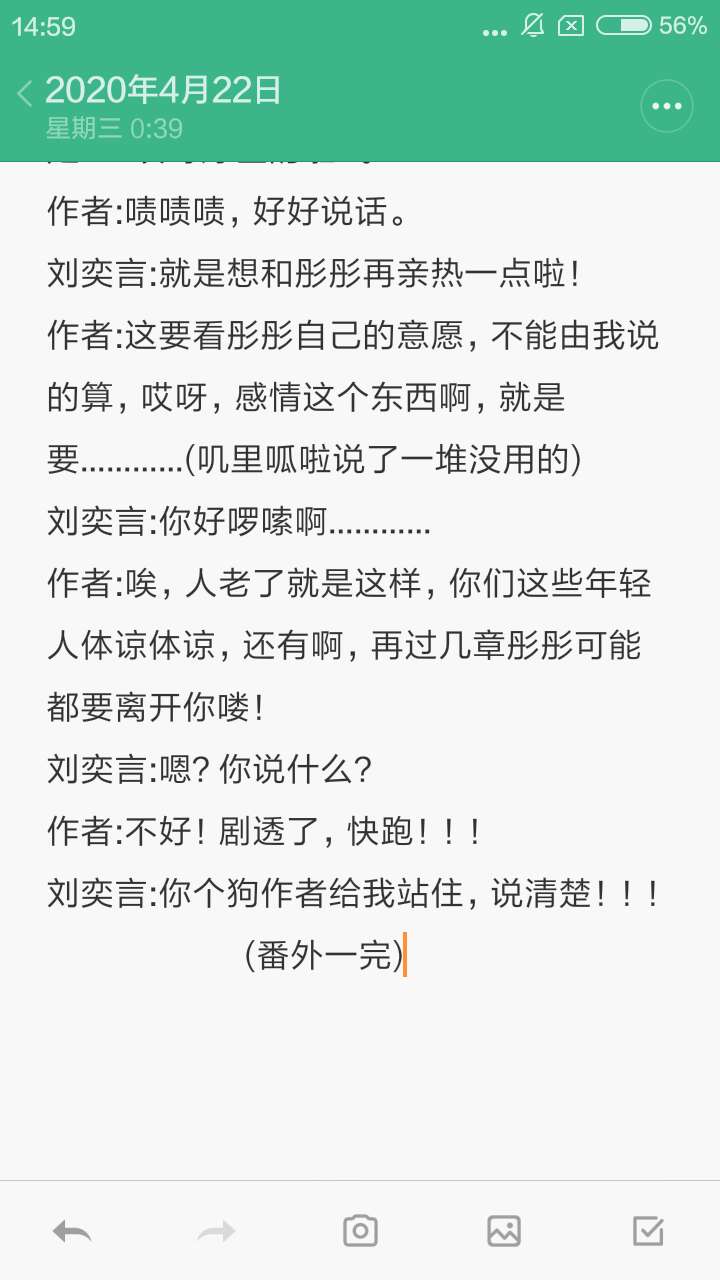 14:59
56%
2020年4月22日
星期三 0:39
作者:啧啧啧，好好说话。
刘奕言:就是想和彤彤再亲热一点啦！
作者:这要看彤彤自己的意愿，不能由我说
的算，哎呀，感情这个东西啊，就是
要............(叽里呱啦说了一堆没用的)
刘奕言:你好啰嗦啊............
作者:唉，人老了就是这样，你们这些年轻
人体谅体谅，还有啊，再过几章彤彤可能
都要离开你喽！
刘奕言:嗯？你说什么？
作者:不好！剧透了，快跑！！！
刘奕言:你个狗作者给我站住，说清楚！！！
(番外一完)